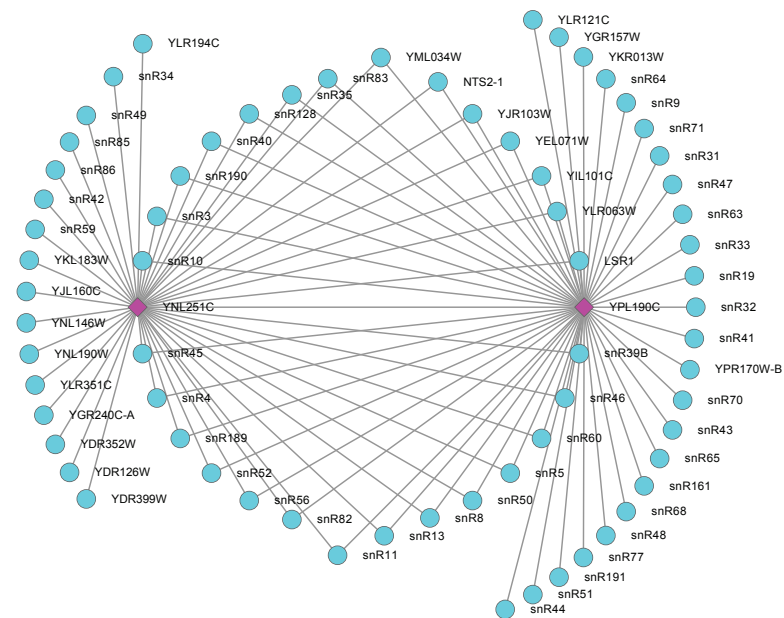 YLR121C
YGR157W
YLR194C
YML034W
YKR013W
snR34
snR83
snR64
NTS2-1
snR35
snR9
snR49
snR128
YJR103W
snR71
snR85
snR40
YEL071W
snR31
snR86
snR190
YIL101C
snR47
snR42
snR3
YLR063W
snR63
snR59
snR33
YKL183W
snR10
LSR1
snR19
YJL160C
YNL251C
YPL190C
snR32
YNL146W
snR41
YNL190W
snR45
snR39B
YPR170W-B
YLR351C
snR4
snR46
snR70
YGR240C-A
snR43
YDR352W
snR189
snR60
snR65
YDR126W
snR52
snR5
snR161
YDR399W
snR56
snR50
snR68
snR82
snR8
snR48
snR13
snR77
snR11
snR191
snR51
snR44